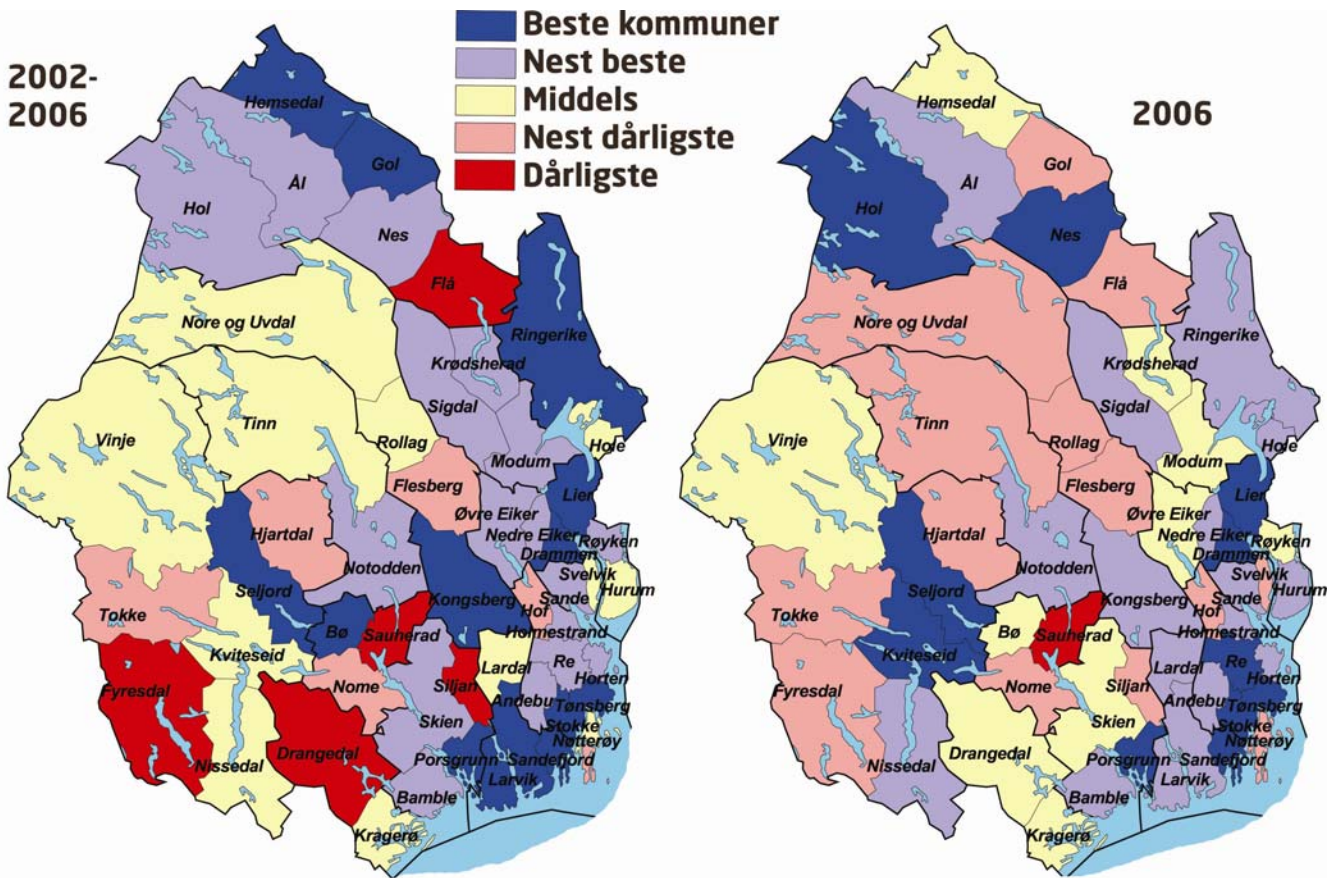 2002-
2006
Beste kommuner
Nest beste
Middels
Nest dårligste
Dårligste
2006
Hemsedal
Gol
Ål
Hol
Nes
Flå
Nore og Uvdal
Ringerike
Krødsherad
Sigdal
Vinje
Tinn
Rollag
Hole
Modum
Flesberg
Lier
Øvre Eiker
Hjartdal
Nedre Eiker
Drammen
Røyken
Notodden
Svelvik
Seljord
Hurum
Kongsberg
Sande
Tokke
Hof
Bø
Sauherad
Holmestrand
Kviteseid
Lardal
Re
Fyresdal
Nome
Siljan
Horten
Andebu
Tønsberg
Skien
Stokke
Drangedal
Nøtterøy
Nissedal
Porsgrunn
Sandefjord
Larvik
Bamble
Kragerø
Hemsedal
Gol
Ål
Hol
Nes
Flå
Nore og Uvdal
Ringerike
Krødsherad
Sigdal
Vinje
Tinn
Rollag
Hole
Modum
Flesberg
Lier
Øvre Eiker
Hjartdal
Nedre Eiker
Drammen
Røyken
Notodden
Svelvik
Seljord
Hurum
Kongsberg
Sande
Tokke
Hof
Bø
Sauherad
Holmestrand
Kviteseid
Lardal
Re
Fyresdal
Nome
Siljan
Horten
Andebu
Tønsberg
Skien
Stokke
Drangedal
Nøtterøy
Nissedal
Porsgrunn
Sandefjord
Larvik
Bamble
Kragerø